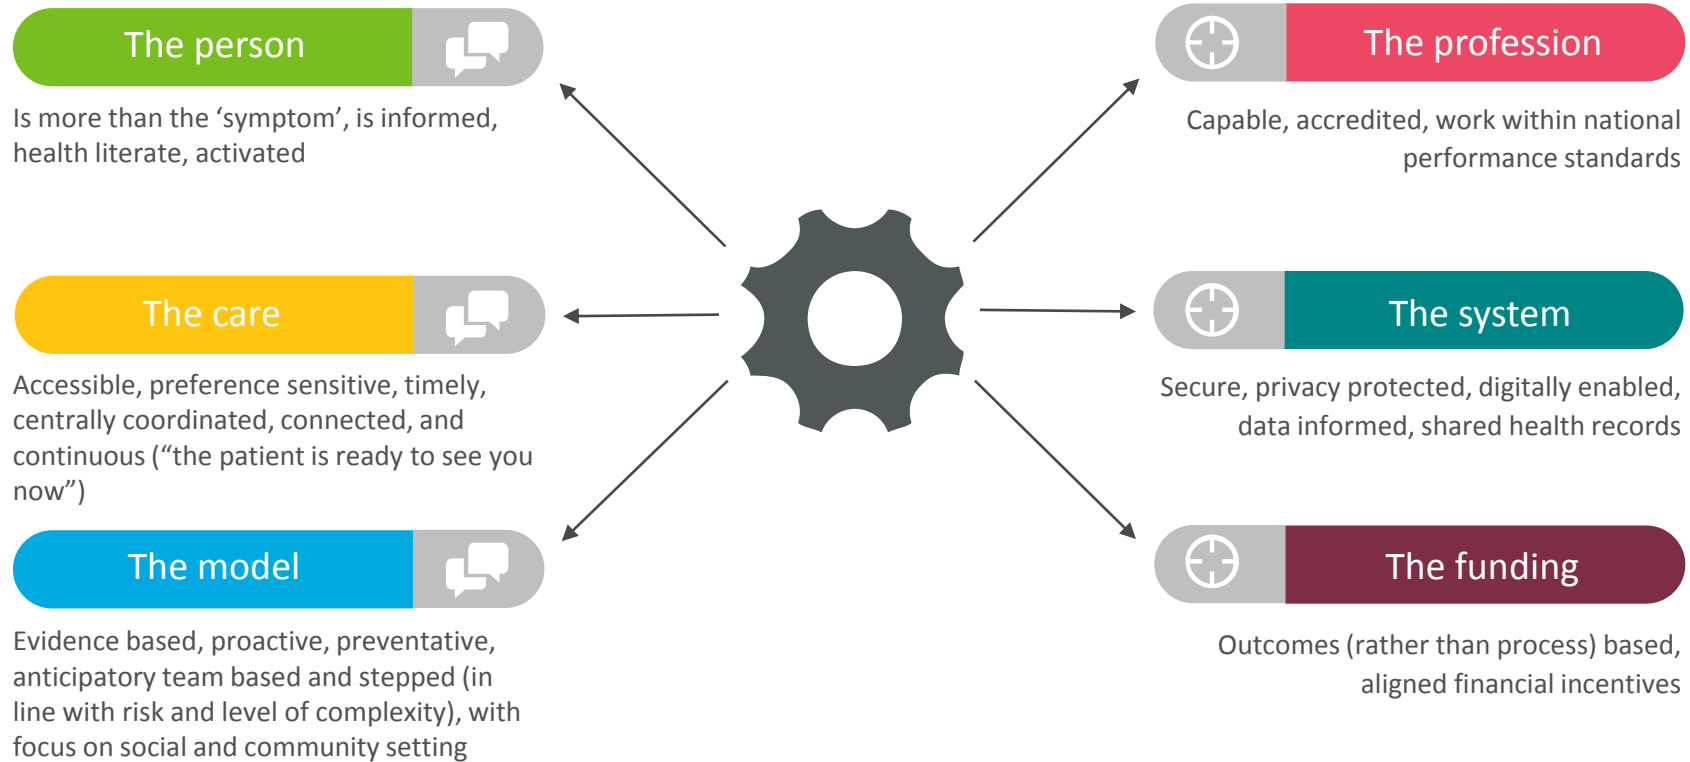 The person
Is more than the ‘symptom’, is informed,
health literate, activated
The care
Accessible, preference sensitive, timely,
centrally coordinated, connected, and
continuous (“the patient is ready to see you
now”)
The model
Evidence based, proactive, preventative,
anticipatory team based and stepped (in
line with risk and level of complexity), with
focus on social and community setting
The profession
Capable, accredited, work within national
performance standards
The system
Secure, privacy protected, digitally enabled,
data informed, shared health records
The funding
Outcomes (rather than process) based,
aligned financial incentives